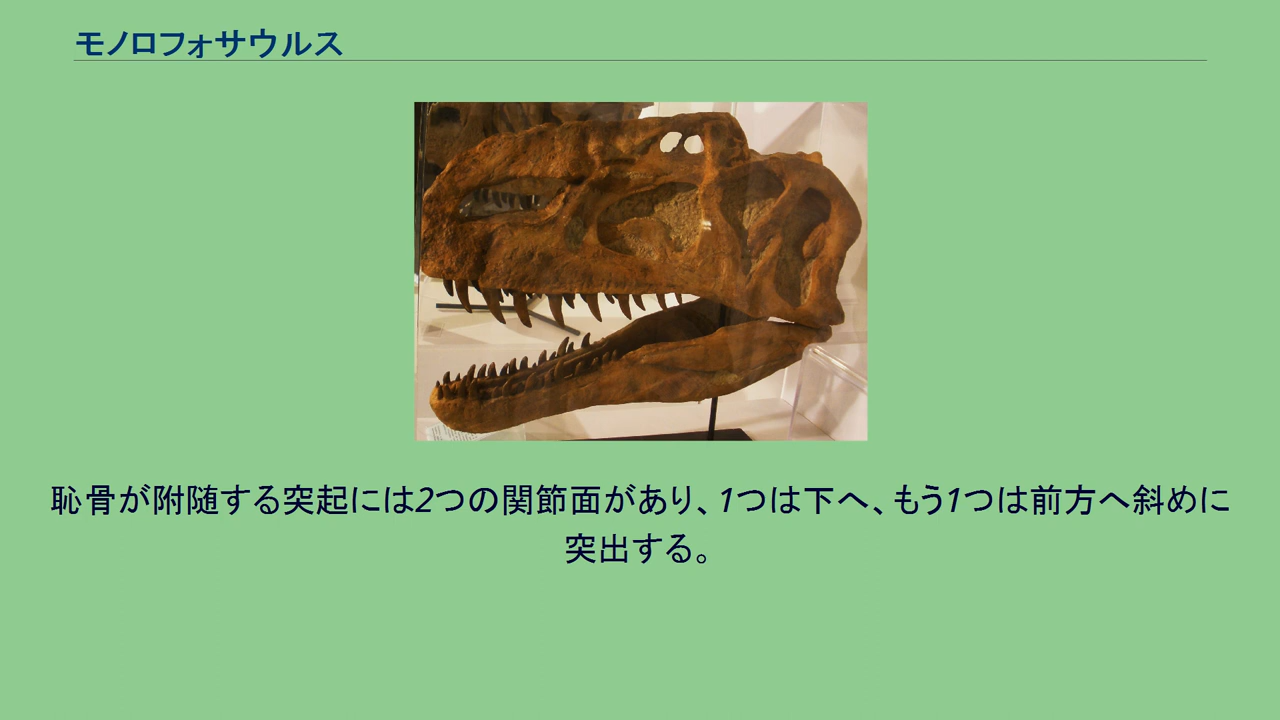 モノロフォサウルス
恥骨が附随する突起には2つの関節面があり、1つは下へ、もう1つは前方へ斜めに
突出する。